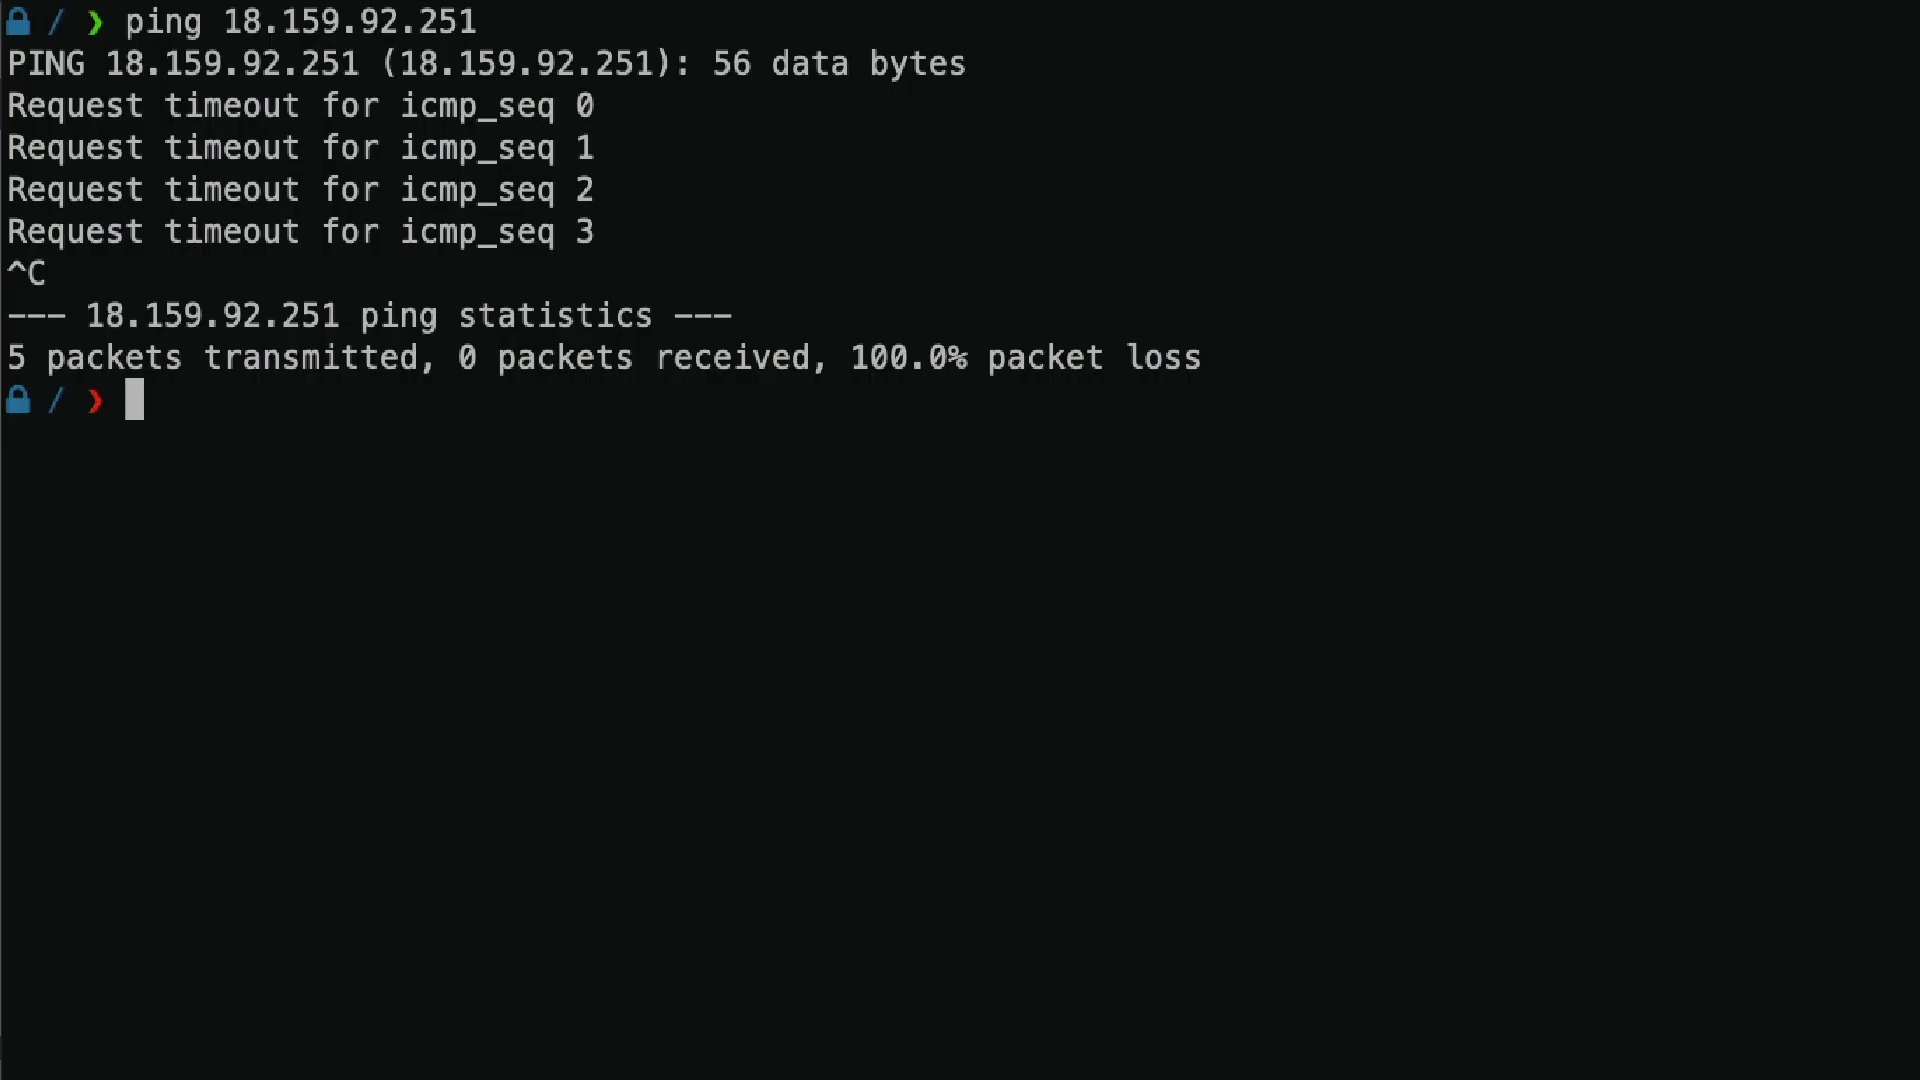 / ❯ ping 18.159.92.251
PING 18.159.92.251 (18.159.92.251): 56 data bytes
Request timeout for icmp_seq 0
Request timeout for icmp_seq 1
Request timeout for icmp_seq 2
Request timeout for icmp_seq 3
^C
--- 18.159.92.251 ping statistics ---
5 packets transmitted, 0 packets received, 100.0% packet loss
/ ❯